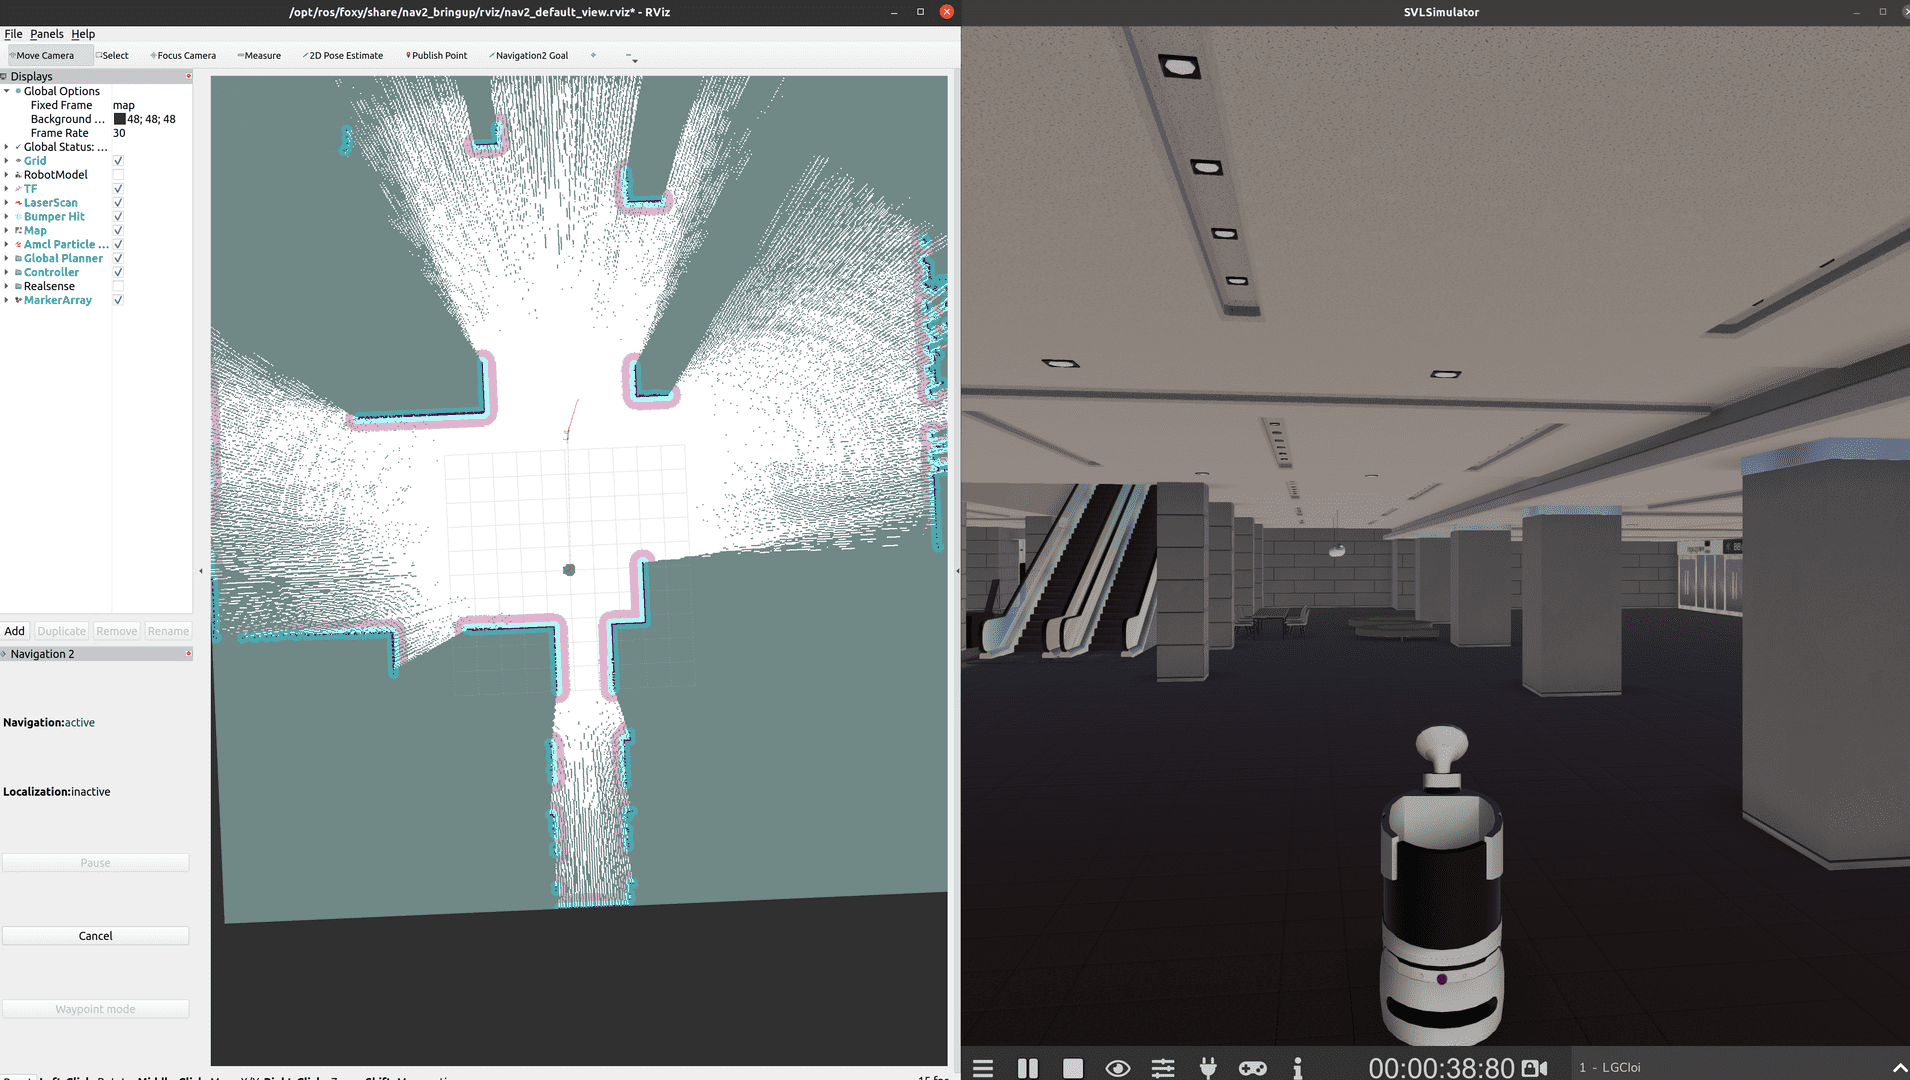 /opt/ros/foxy/share/nav2_bringup/rviz/nav2_default_view.rviz* - RViz
SVLSimulator
File Panels Help
Move Camera Select Focus Camera Measure 2D Pose Estimate Publish Point Navigation2 Goal
Displays
Global Options
Fixed Frame map
Background ... 48; 48; 48
Frame Rate 30
Global Status: ...
Grid
RobotModel
TF
LaserScan
Bumper Hit
Map
Amcl Particle ...
Global Planner
Controller
Realsense
MarkerArray
Add Duplicate Remove Rename
Navigation 2
Navigation:active
Localization:inactive
Pause
Cancel
Waypoint mode
00:00:38:80
1 - LGCloi